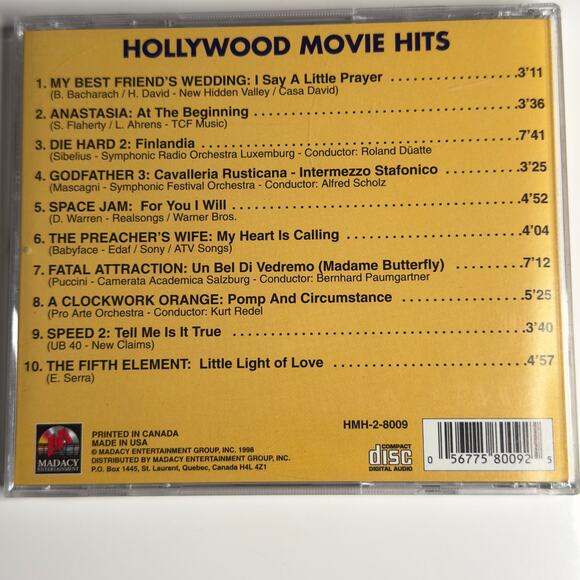 HOLLYWOOD MOVIE HITS
1. MY BEST FRIEND'S WEDDING: I Say A Little Prayer ........................3'11
(B. Bacharach / H. David - New Hidden Valley / Casa David)
2. ANASTASIA: At The Beginning ................................................3'36
(S. Flaherty / L. Ahrens - TCF Music)
3. DIE HARD 2: Finlandia ........................................................7'41
(Sibelius - Symphonic Radio Orchestra Luxemburg - Conductor: Roland Düatte)
4. GODFATHER 3: Cavalleria Rusticana - Intermezzo Stafonico ..............3'25
(Mascagni - Symphonic Festival Orchestra - Conductor: Alfred Scholz)
5. SPACE JAM: For You I Will ..................................................4'52
(D. Warren - Realsongs / Warner Bros.
6. THE PREACHER'S WIFE: My Heart Is Calling ................................4'04
(Babyface - Edaf / Sony / ATV Songs)
7. FATAL ATTRACTION: Un Bel Di Vedremo (Madame Butterfly) ..............7'12
(Puccini - Camerata Academica Salzburg - Conductor: Bernhard Paumgartner)
8. A CLOCKWORK ORANGE: Pomp And Circumstance ......................5'25
(Pro Arte Orchestra - Conductor: Kurt Redel)
9. SPEED 2: Tell Me Is It True ..................................................3'40
(UB 40 - New Claims)
10. THE FIFTH ELEMENT: Little Light of Love ..................................4'57
(E. Serra)
HMH-2-8009
MADACY
ENTERTAINMENT
PRINTED IN CANADA
MADE IN USA
© MADACY ENTERTAINMENT GROUP, INC. 1998
DISTRIBUTED BY MADACY ENTERTAINMENT GROUP, INC.
P.O. Box 1445, St. Laurent, Quebec, Canada H4L 4Z1
COMPACT
disc
DIGITAL AUDIO
0 56775 80092 5